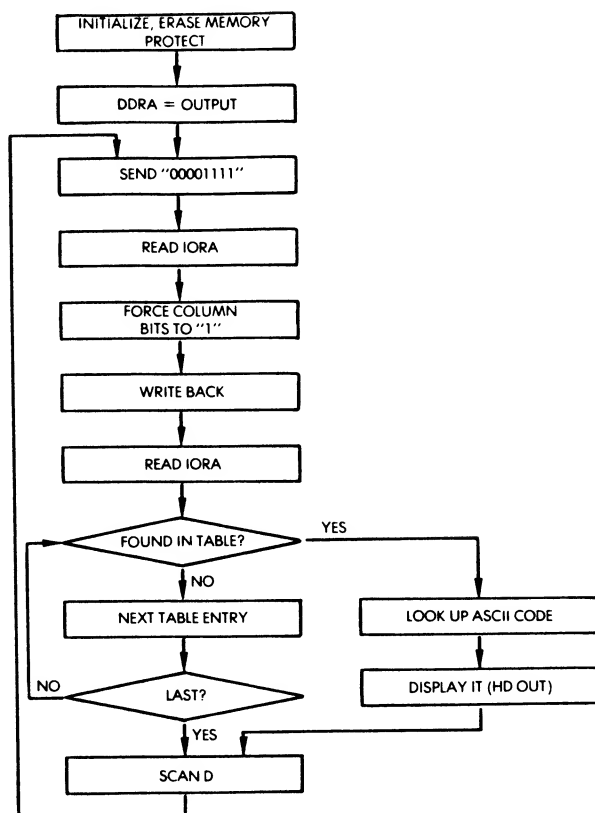 INITIALIZE, ERASE MEMORY
PROTECT
DDRA = OUTPUT
SEND "00001111"
READ IORA
FORCE COLUMN
BITS TO "1"
WRITE BACK
READ IORA
FOUND IN TABLE?
YES
NO
NEXT TABLE ENTRY
LOOK UP ASCII CODE
NO
LAST?
DISPLAY IT (HD OUT)
YES
SCAN D